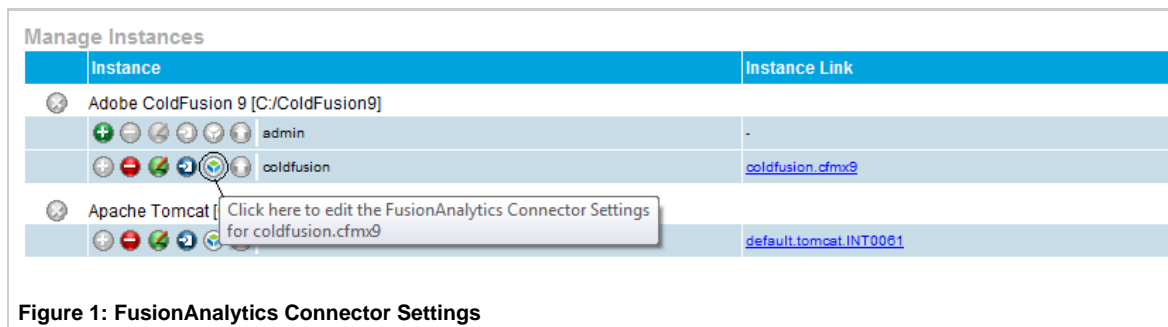 Manage Instances
Instance Instance Link
Adobe ColdFusion 9 [C:/ColdFusion9]
admin -
coldfusion coldfusion.cfmx9
Apache Tomcat [
Click here to edit the FusionAnalytics Connector Settings
for coldfusion.cfmx9
default.tomcat.INT0061
Figure 1: FusionAnalytics Connector Settings